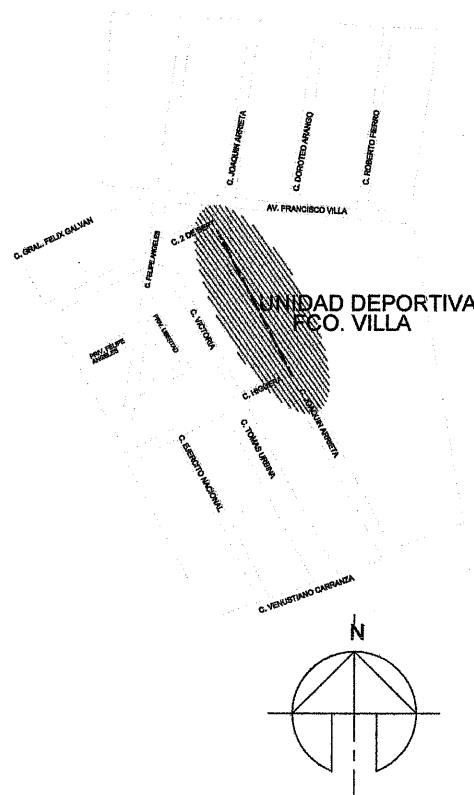 C. JOAQUIN ARRIETA
C. DOROTEO ARANGO
C. ROBERTO FIERRO
AV. FRANCISCO VILLA
C. GRAL. FELIX GALVAN
C. FELIPE ANGELES
C. 2 DE SEPT.
UNIDAD DEPORTIVA
FCO. VILLA
PRIV. FELIPE
ANGELES
PRIV. LIBERTAD
C. VICTORIA
C. HIGUERA
C. JOAQUIN ARRIETA
C. EJERCITO NACIONAL
C. TOMAS URBINA
C. VENUSTIANO CARRANZA
N